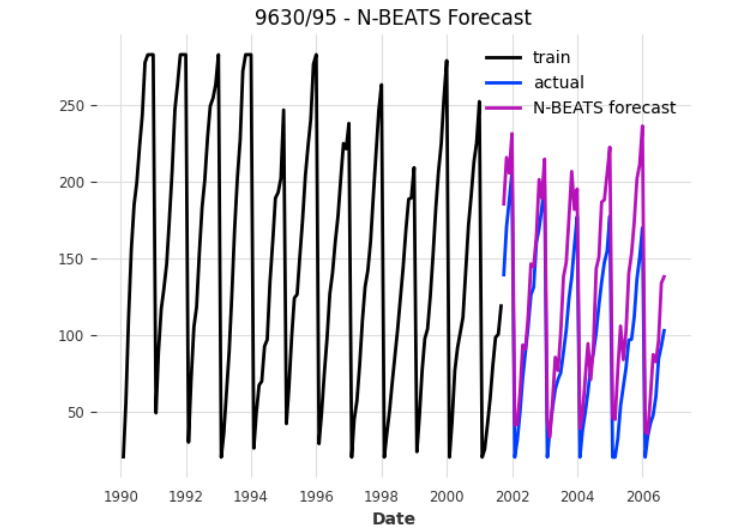 9630/95 - N-BEATS Forecast
train
actual
N-BEATS forecast
250
200
150
100
50
1990 1992 1994 1996 1998 2000 2002 2004 2006
Date